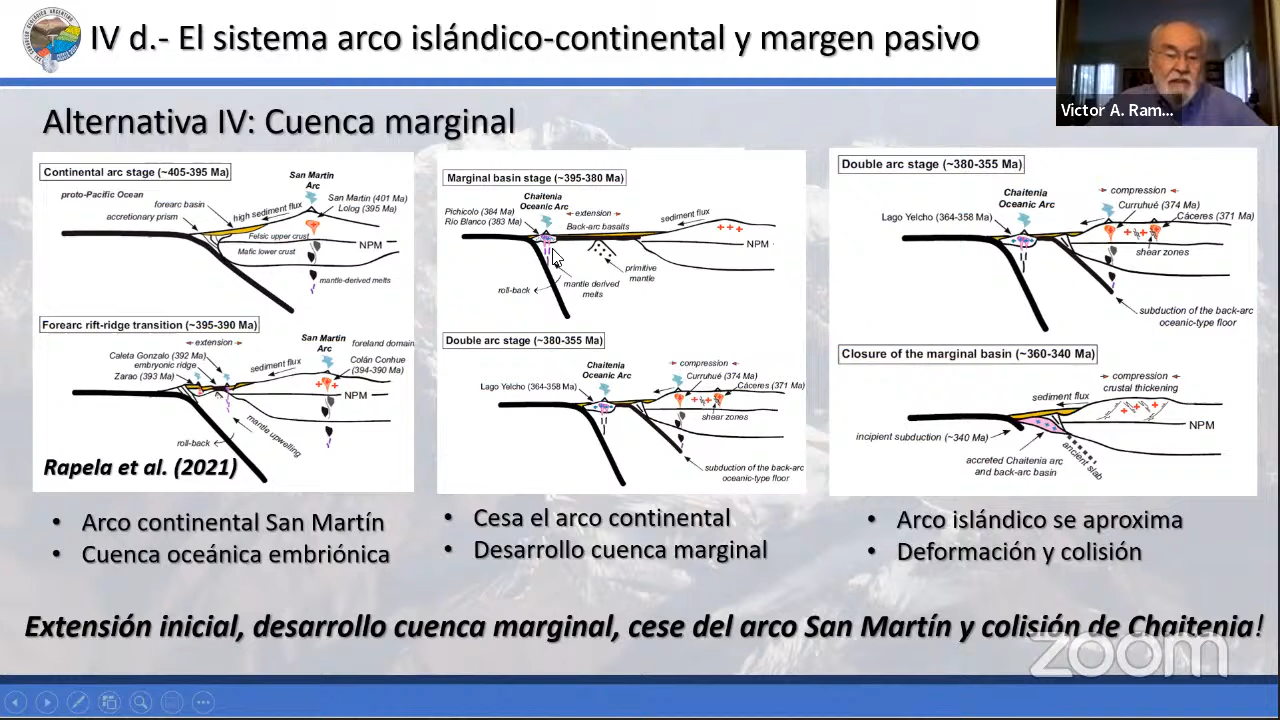 IV d.- El sistema arco islándico-continental y margen pasivo
Victor A. Ram...
Alternativa IV: Cuenca marginal
Continental arc stage (~405-395 Ma)
San Martin
Arc
proto-Pacific Ocean
forearc basin
accretionary prism
high sediment flux
San Martin (401 Ma)
Lolog (395 Ma)
Felsic upper crust
Mafic lower crust
NPM
mantle-derived melts
Forearc rift-ridge transition (~395-390 Ma)
extension
San Martin
Arc
foreland domain
Caleta Gonzalo (392 Ma)
embryonic ridge
Zarao (393 Ma)
sediment flux
Colán Conhue
(394-390 Ma)
NPM
roll-back
mantle upwelling
Rapela et al. (2021)
Marginal basin stage (~395-380 Ma)
Chaitenia
Oceanic Arc
Pichicolo (384 Ma)
Río Blanco (383 Ma)
extension
Back-arc basalts
sediment flux
NPM
primitive
mantle
mantle derived
melts
roll-back
Double arc stage (~380-355 Ma)
Chaitenia
Oceanic Arc
compression
Lago Yelcho (364-358 Ma)
Curruhué (374 Ma)
Cáceres (371 Ma)
shear zones
subduction of the back-arc
oceanic-type floor
Double arc stage (~380-355 Ma)
Chaitenia
Oceanic Arc
compression
Lago Yelcho (364-358 Ma)
Curruhué (374 Ma)
Cáceres (371 Ma)
shear zones
subduction of the back-arc
oceanic-type floor
Closure of the marginal basin (~360-340 Ma)
compression
crustal thickening
sediment flux
NPM
incipient subduction (~340 Ma)
accreted Chaitenia arc
and back-arc basin
ancient slab
• Arco continental San Martín
• Cuenca oceánica embriónica
• Cesa el arco continental
• Desarrollo cuenca marginal
• Arco islándico se aproxima
• Deformación y colisión
Extensión inicial, desarrollo cuenca marginal, cese del arco San Martín y colisión de Chaitenia!
zoom